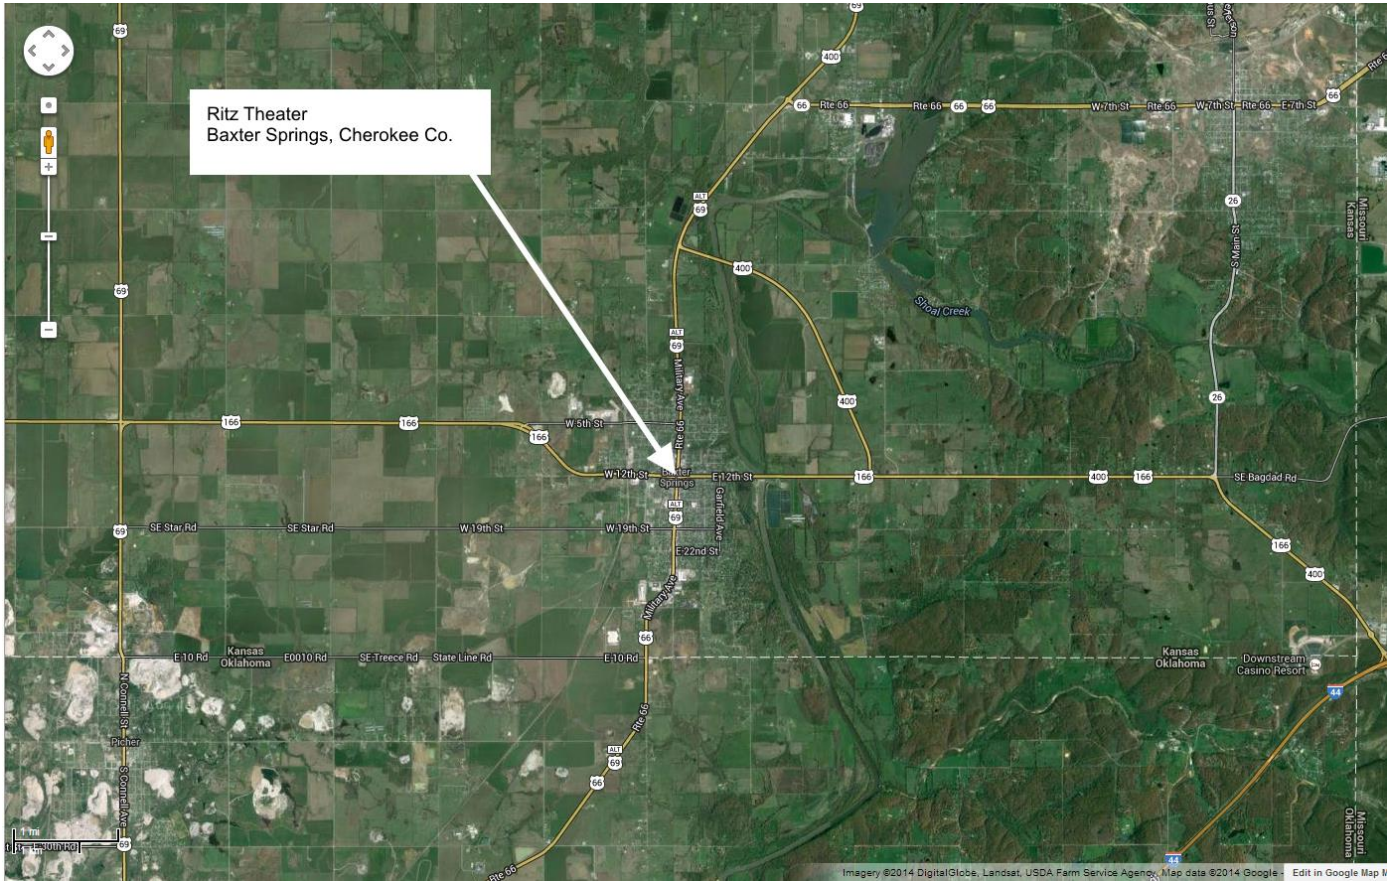 69
69
400
66
Rte 66
Rte 66
66
66
W 7th St
Rte 66
W 7th St
Rte 66
E 7th St
66
Ritz Theater
Baxter Springs, Cherokee Co.
ALT
69
26
Missouri
Kansas
S Main St
400
69
Shoal Creek
ALT
69
Military Ave
400
26
166
166
166
W 5th St
Rte 66
W 12th St
Baxter
Springs
E 12th St
166
400
166
SE Bagdad Rd
Garfield Ave
ALT
69
69
SE Star Rd
SE Star Rd
W 19th St
W 19th St
E 22nd St
166
400
Military Ave
66
E 10 Rd
Kansas
Oklahoma
E0010 Rd
SE Treece Rd
State Line Rd
E 10 Rd
Kansas
Oklahoma
Downstream
Casino Resort
44
N Connell St
Rte 66
Picher
ALT
69
66
S Connell Ave
1 mi
E 30th Rd
69
Missouri
Oklahoma
Rte 66
44
Imagery ©2014 DigitalGlobe, Landsat, USDA Farm Service Agency, Map data ©2014 Google -
Edit in Google Map M